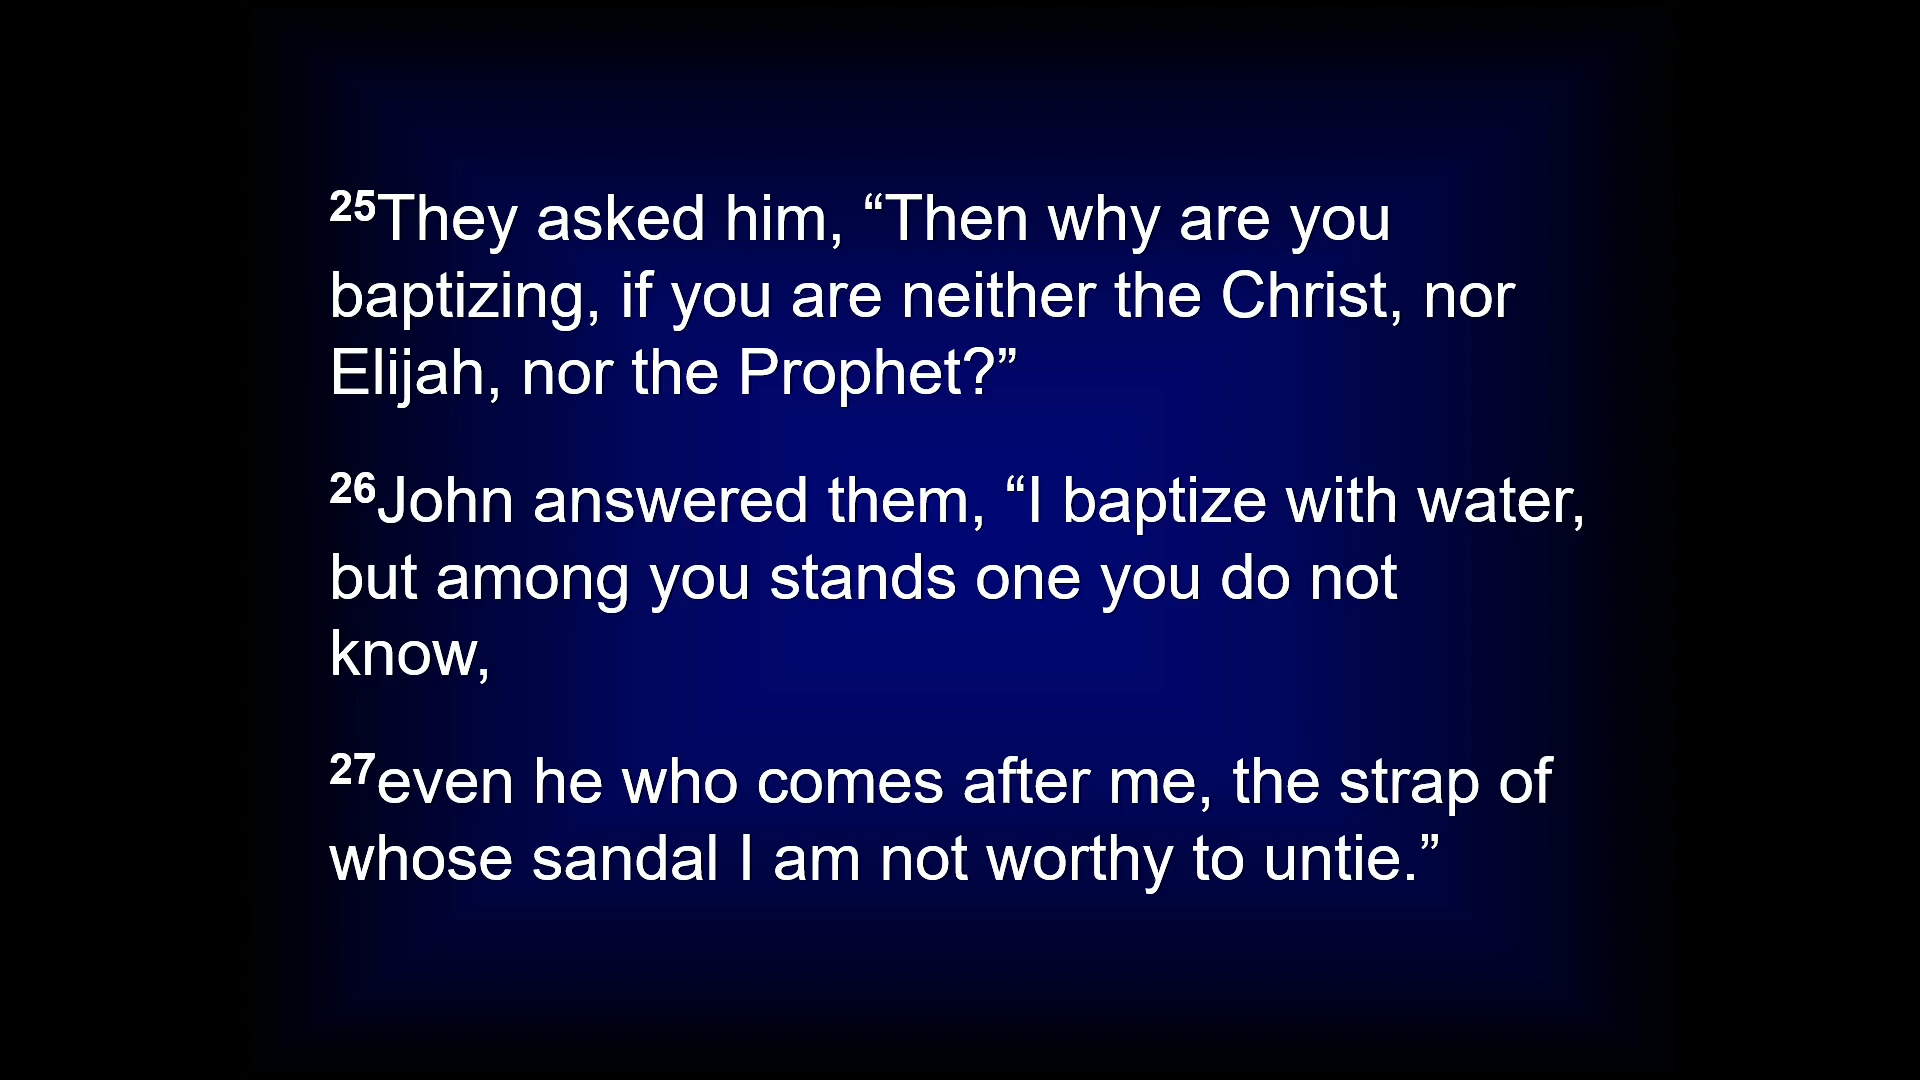 25They asked him, “Then why are you
baptizing, if you are neither the Christ, nor
Elijah, nor the Prophet?”
26John answered them, “I baptize with water,
but among you stands one you do not
know,
27even he who comes after me, the strap of
whose sandal I am not worthy to untie.”